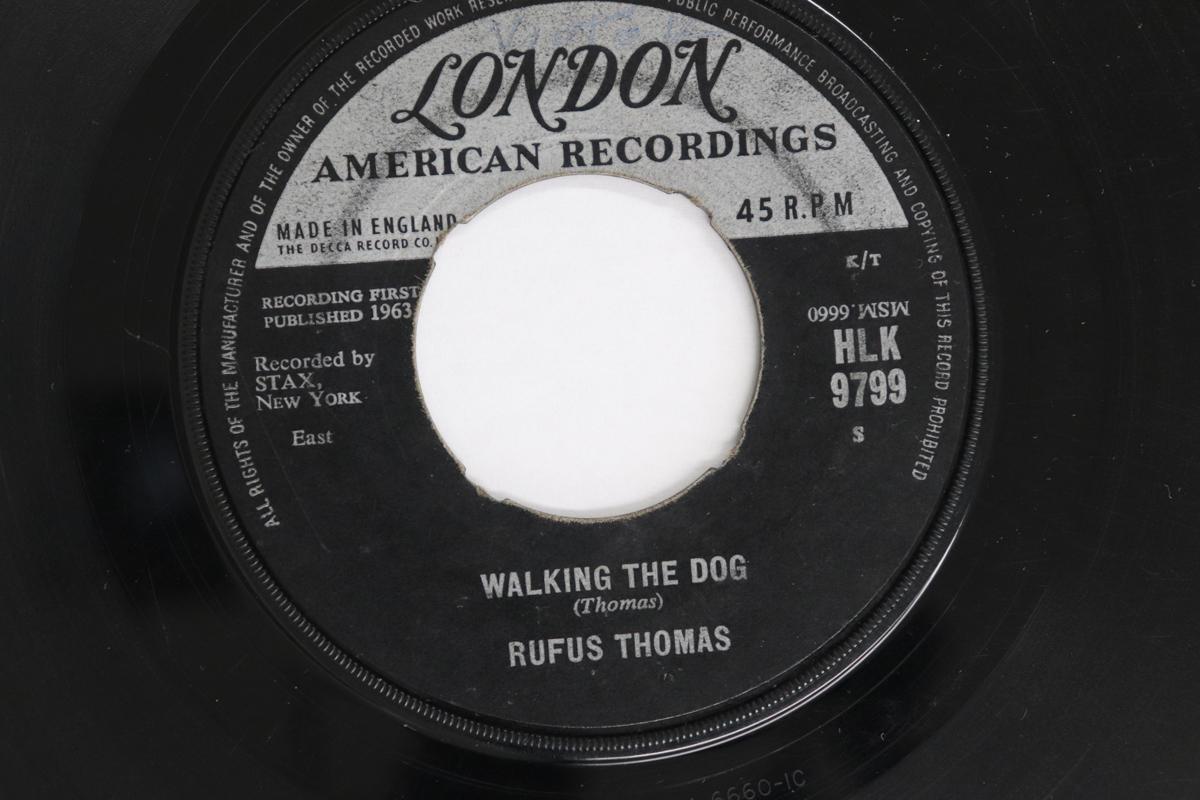 ALL RIGHTS OF THE MANUFACTURER AND OF THE OWNER OF THE RECORDED WORK
PUBLIC PERFORMANCE BROADCASTING AND COPYING OF THIS RECORD PROHIBITED
LONDON
AMERICAN RECORDINGS
MADE IN ENGLAND
THE DECCA RECORD CO.
45 R.P M
K/T
MSM.6660
HLK
9799
S
RECORDING FIRST
PUBLISHED 1963
Recorded by
STAX,
NEW YORK
East
WALKING THE DOG
(Thomas)
RUFUS THOMAS
6660-1C